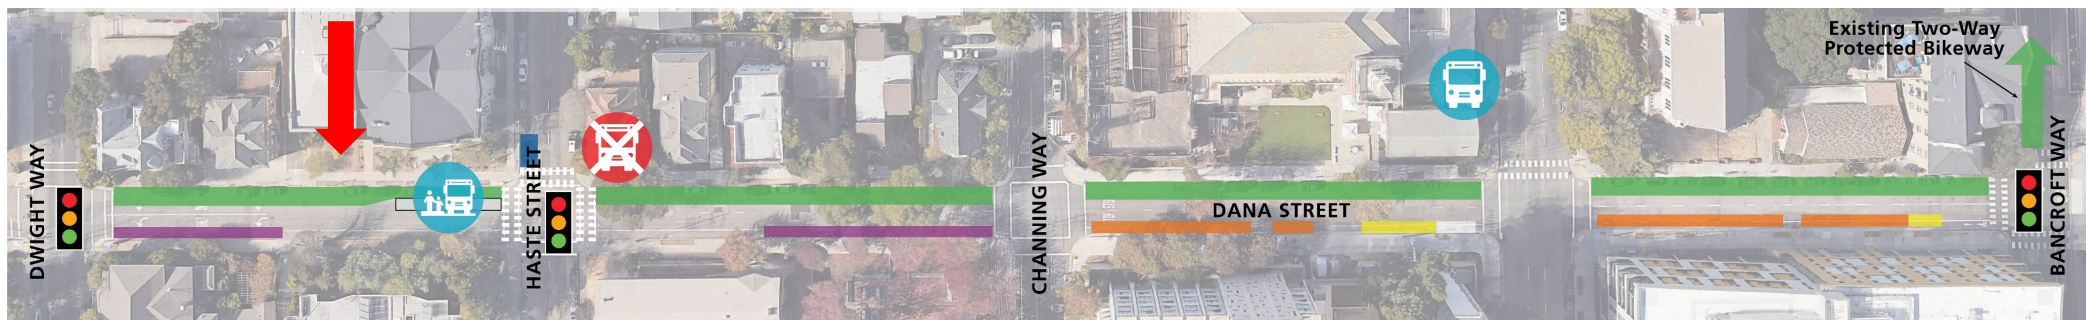 Existing Two-Way
Protected Bikeway
DWIGHT WAY
HASTE STREET
CHANNING WAY
DANA STREET
BANCROFT WAY